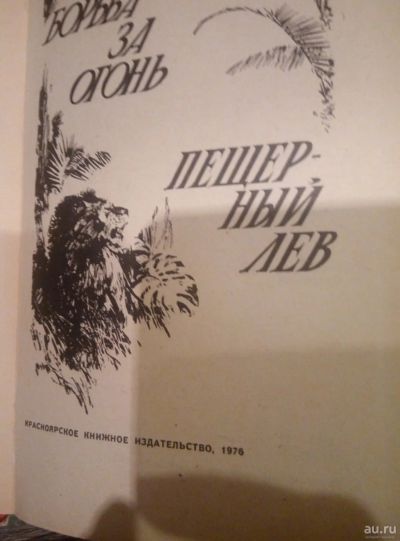 БОРЬБА
ЗА
ОГОНЬ
ПЕЩЕР-
НЫЙ
ЛЕВ
КРАСНОЯРСКОЕ КНИЖНОЕ ИЗДАТЕЛЬСТВО, 1976
au.ru